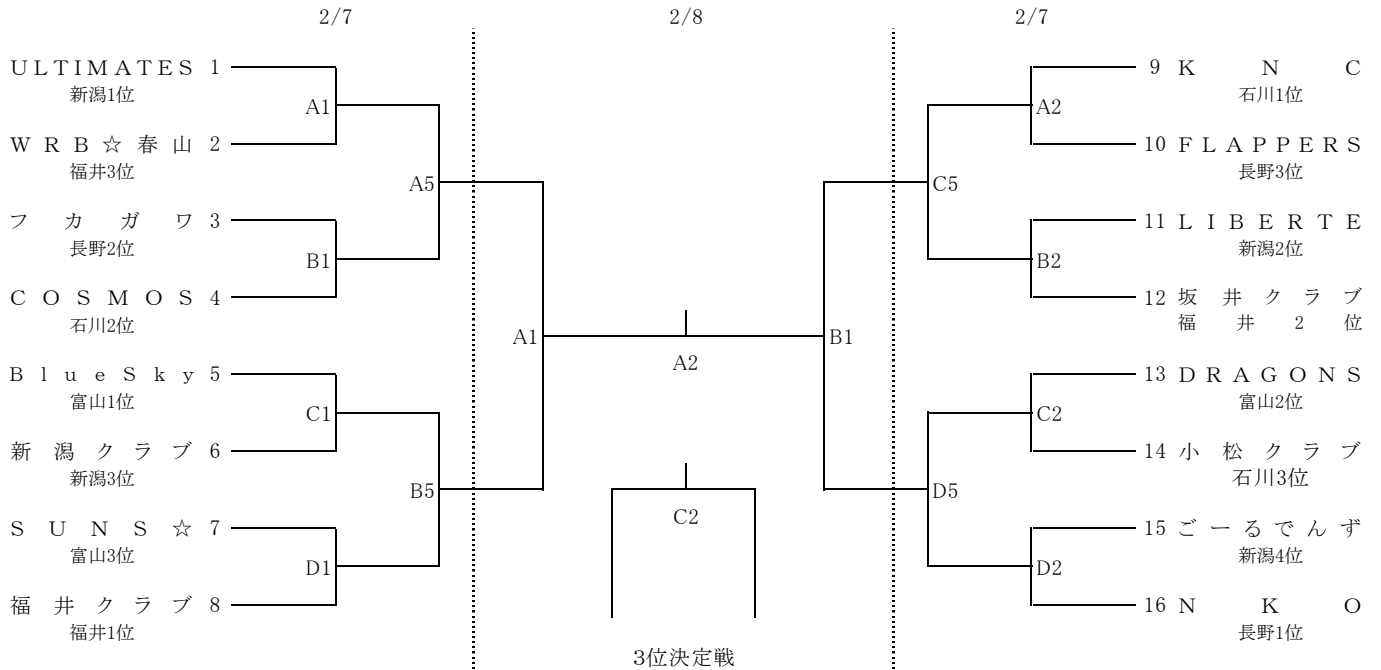 2/7 2/8 2/7
ULTIMATES 1
新潟1位
A1
WRB☆春山 2
福井3位
A5
フカガワ 3
長野2位
B1
COSMOS 4
石川2位
A1
BlueSky 5
富山1位
C1
新潟クラブ 6
新潟3位
B5
SUNS☆ 7
富山3位
D1
福井クラブ 8
福井1位
A2
C2
3位決定戦
9 KNC
石川1位
A2
10 FLAPPERS
長野3位
C5
11 LIBERTE
新潟2位
B2
12 坂井クラブ
福井2位
B1
13 DRAGONS
富山2位
C2
14 小松クラブ
石川3位
D5
15 ごーるでんず
新潟4位
D2
16 NKO
長野1位